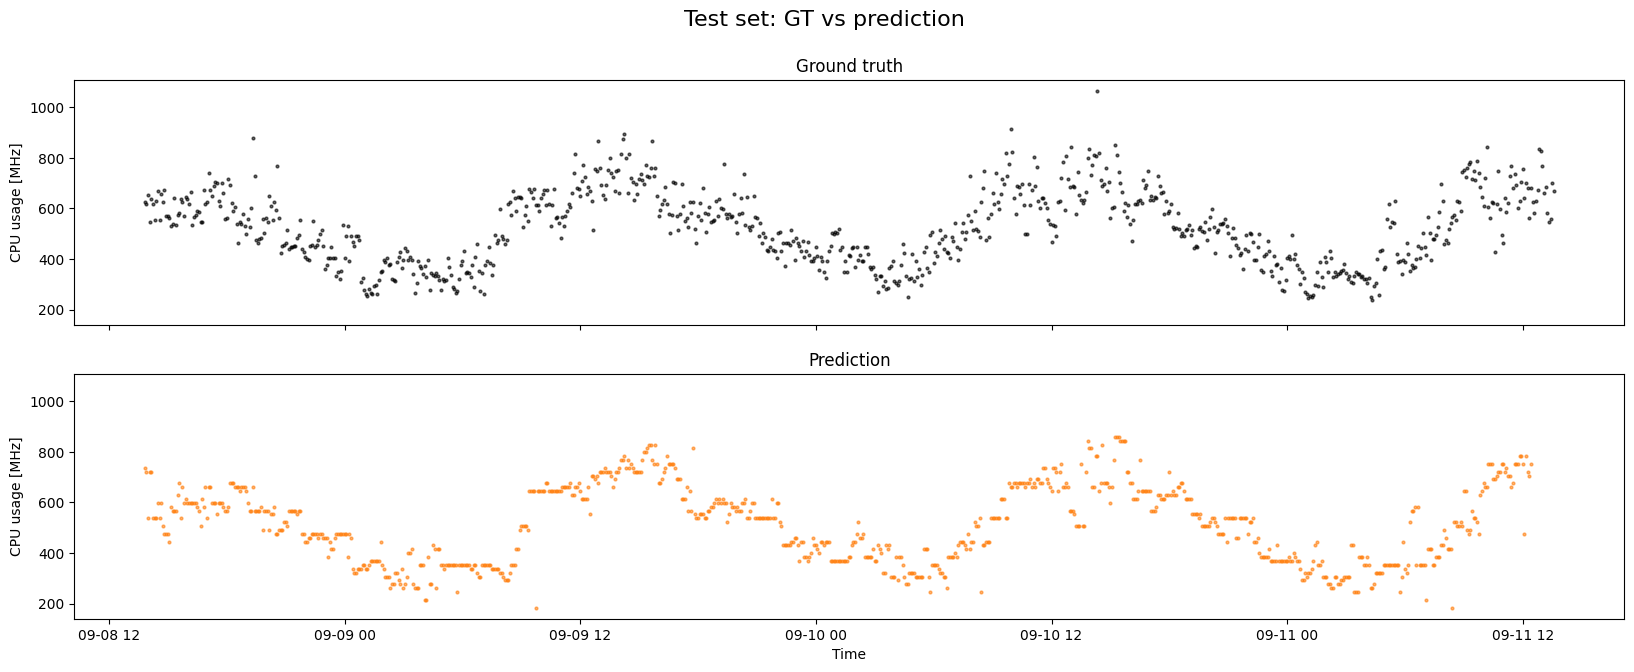 Test set: GT vs prediction
Ground truth
CPU usage [MHz]
1000
800
600
400
200
Prediction
CPU usage [MHz]
1000
800
600
400
200
09-08 12
09-09 00
09-09 12
09-10 00
09-10 12
09-11 00
09-11 12
Time